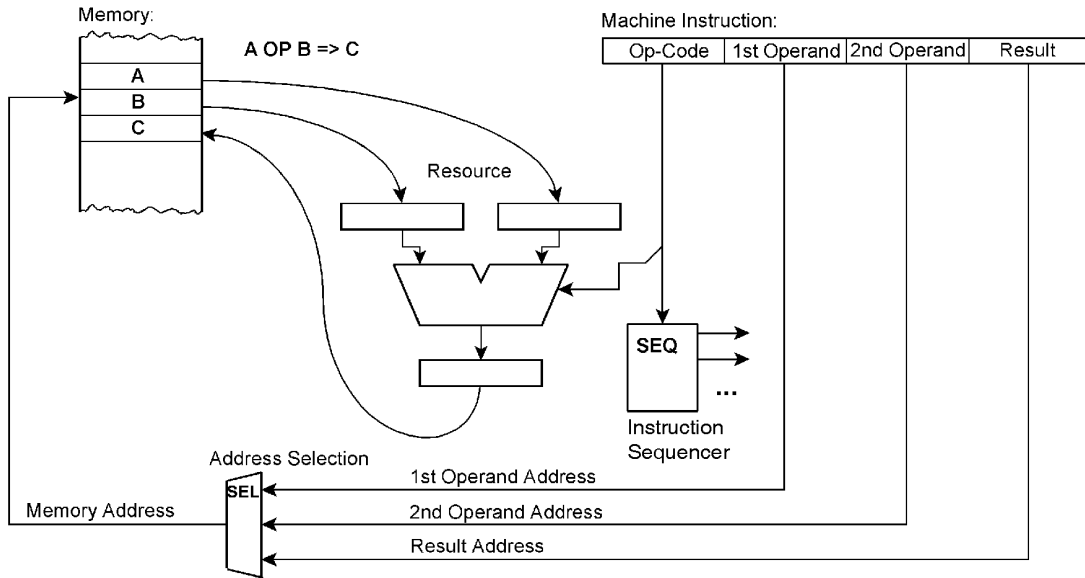 Memory:
A OP B => C
Machine Instruction:
Op-Code
1st Operand
2nd Operand
Result
A
B
C
Resource
SEQ
...
Instruction
Sequencer
Address Selection
SEL
1st Operand Address
Memory Address
2nd Operand Address
Result Address